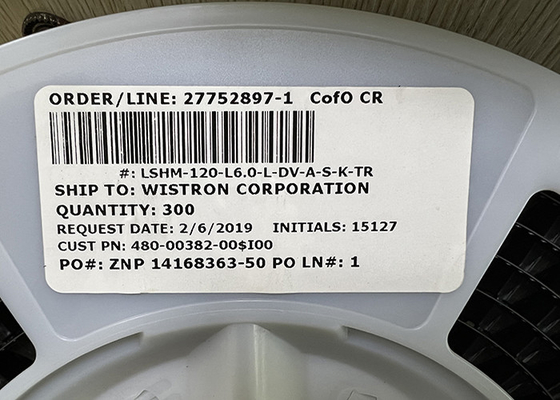 ORDER/LINE: 27752897-1 CofO CR
#: LSHM-120-L6.0-L-DV-A-S-K-TR
SHIP TO: WISTRON CORPORATION
QUANTITY: 300
REQUEST DATE: 2/6/2019 INITIALS: 15127
CUST PN: 480-00382-00$I00
PO#: ZNP 14168363-50 PO LN#: 1